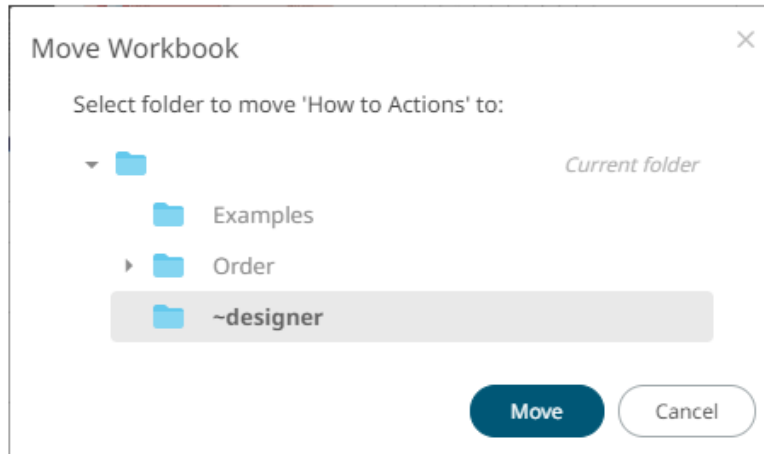 Move Workbook
Select folder to move 'How to Actions' to:
Current folder
Examples
Order
~designer
Move
Cancel